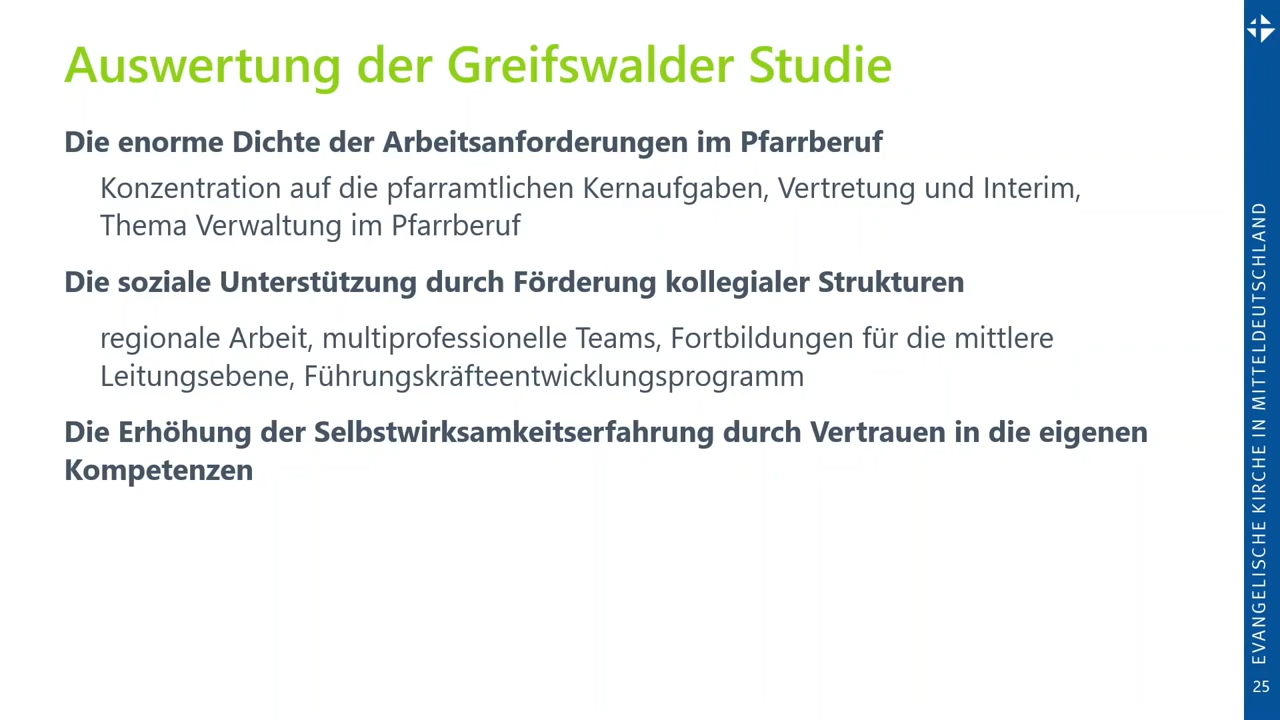 Auswertung der Greifswalder Studie
Die enorme Dichte der Arbeitsanforderungen im Pfarrberuf
Konzentration auf die pfarramtlichen Kernaufgaben, Vertretung und Interim,
Thema Verwaltung im Pfarrberuf
Die soziale Unterstützung durch Förderung kollegialer Strukturen
regionale Arbeit, multiprofessionelle Teams, Fortbildungen für die mittlere
Leitungsebene, Führungskräfteentwicklungsprogramm
Die Erhöhung der Selbstwirksamkeitserfahrung durch Vertrauen in die eigenen
Kompetenzen
EVANGELISCHE KIRCHE IN MITTELDEUTSCHLAND
25